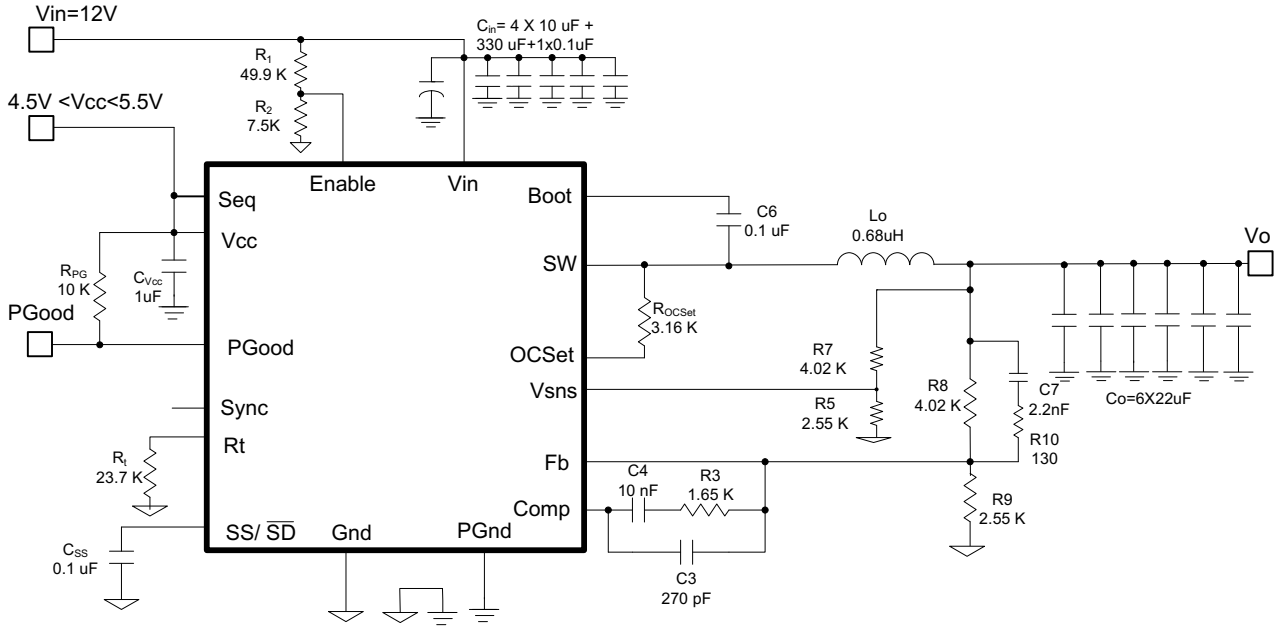 Vin=12V
Cin= 4 X 10 uF +
330 uF+1x0.1uF
R1
49.9 K
4.5V <Vcc<5.5V
R2
7.5K
Enable
Vin
Boot
Seq
C6
0.1 uF
Lo
0.68uH
Vo
Vcc
SW
RPG
10 K
CVcc
1uF
ROCSet
3.16 K
PGood
PGood
OCSet
R7
4.02 K
Vsns
R8
4.02 K
C7
2.2nF
Co=6X22uF
R5
2.55 K
Sync
R10
130
Rt
Rt
23.7 K
Fb
C4
10 nF
R3
1.65 K
R9
2.55 K
Comp
SS/ SD
Gnd
PGnd
CSS
0.1 uF
C3
270 pF